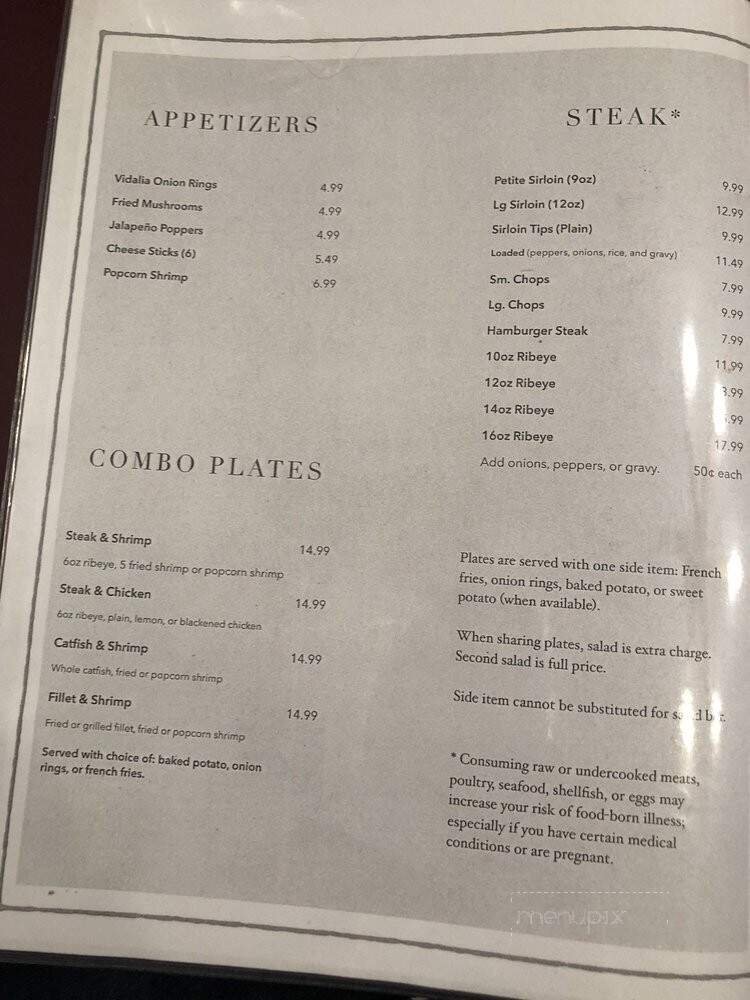 APPETIZERS
Vidalia Onion Rings 4.99
Fried Mushrooms 4.99
Jalapeño Poppers 4.99
Cheese Sticks (6) 5.49
Popcorn Shrimp 6.99
COMBO PLATES
Steak & Shrimp 14.99
6oz ribeye, 5 fried shrimp or popcorn shrimp
Steak & Chicken 14.99
6oz ribeye, plain, lemon, or blackened chicken
Catfish & Shrimp 14.99
Whole catfish, fried or popcorn shrimp
Fillet & Shrimp 14.99
Fried or grilled fillet, fried or popcorn shrimp
Served with choice of: baked potato, onion
rings, or french fries.
STEAK*
Petite Sirloin (9oz) 9.99
Lg Sirloin (12oz) 12.99
Sirloin Tips (Plain) 9.99
Loaded (peppers, onions, rice, and gravy) 11.49
Sm. Chops 7.99
Lg. Chops 9.99
Hamburger Steak 7.99
10oz Ribeye 11.99
12oz Ribeye
14oz Ribeye
16oz Ribeye 17.99
Add onions, peppers, or gravy. 50¢ each
Plates are served with one side item: French
fries, onion rings, baked potato, or sweet
potato (when available).
When sharing plates, salad is extra charge.
Second salad is full price.
Side item cannot be substituted for
* Consuming raw or undercooked meats,
poultry, seafood, shellfish, or eggs may
increase your risk of food-born illness;
especially if you have certain medical
conditions or are pregnant.
menupix